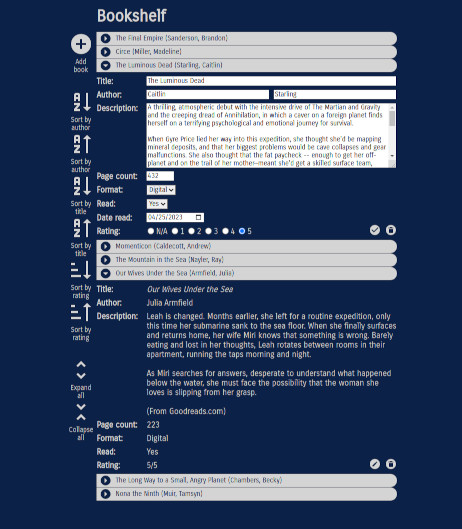 Bookshelf
Add
book
Sort by
author
Sort by
author
Sort by
title
Sort by
title
Sort by
rating
Sort by
rating
Expand
all
Collapse
all
The Final Empire (Sanderson, Brandon)
Circe (Miller, Madeline)
The Luminous Dead (Starling, Caitlin)
Title: The Luminous Dead
Author: Caitlin Starling
Description: A thrilling, atmospheric debut with the intensive drive of The Martian and Gravity
and the creeping dread of Annihilation, in which a caver on a foreign planet finds
herself on a terrifying psychological and emotional journey for survival.
When Gyre Price lied her way into this expedition, she thought she'd be mapping
mineral deposits, and that her biggest problems would be cave collapses and gear
malfunctions. She also thought that the fat paycheck — enough to get her off-
planet and on the trail of her mother—meant she'd get a skilled surface team,
Page count: 432
Format: Digital
Read: Yes
Date read: 04/25/2023
Rating: N/A 1 2 3 4 5
Momenticon (Caldecott, Andrew)
The Mountain in the Sea (Nayler, Ray)
Our Wives Under the Sea (Armfield, Julia)
Title: Our Wives Under the Sea
Author: Julia Armfield
Description: Leah is changed. Months earlier, she left for a routine expedition, only
this time her submarine sank to the sea floor. When she finally surfaces
and returns home, her wife Miri knows that something is wrong. Barely
eating and lost in her thoughts, Leah rotates between rooms in their
apartment, running the taps morning and night.
As Miri searches for answers, desperate to understand what happened
below the water, she must face the possibility that the woman she
loves is slipping from her grasp.
(From Goodreads.com)
Page count: 223
Format: Digital
Read: Yes
Rating: 5/5
The Long Way to a Small, Angry Planet (Chambers, Becky)
Nona the Ninth (Muir, Tamsyn)